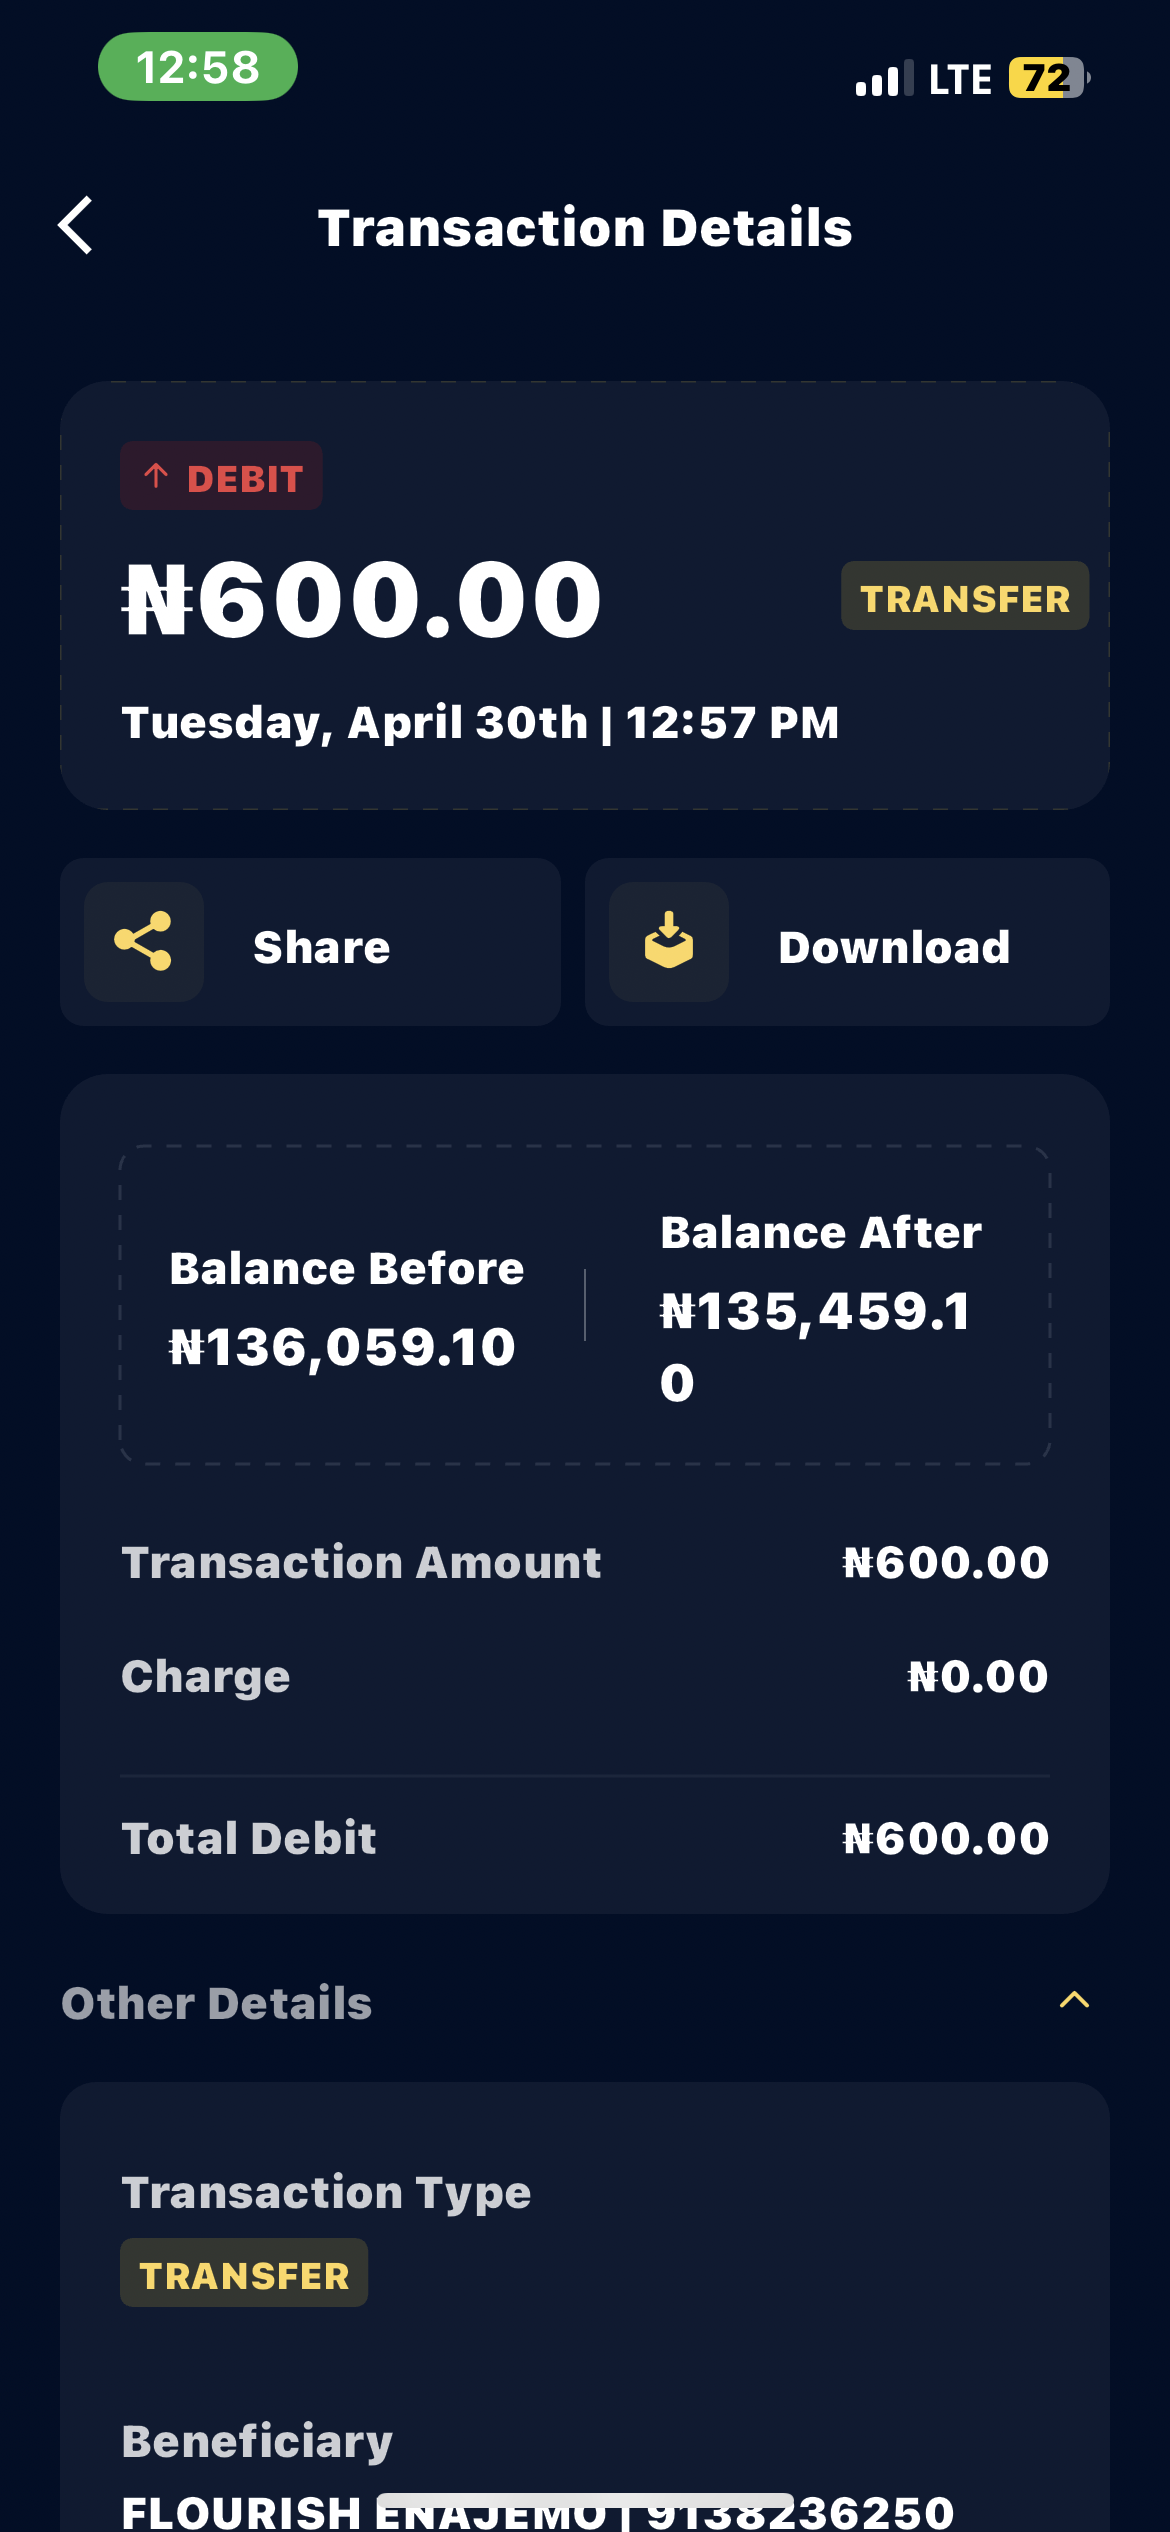 12:58
LTE 72
Transaction Details
DEBIT
₦600.00
TRANSFER
Tuesday, April 30th | 12:57 PM
Share
Download
Balance Before
₦136,059.10
Balance After
₦135,459.1
0
Transaction Amount
₦600.00
Charge
₦0.00
Total Debit
₦600.00
Other Details
Transaction Type
TRANSFER
Beneficiary
FLOURISH ENAJEMO | 9138236250